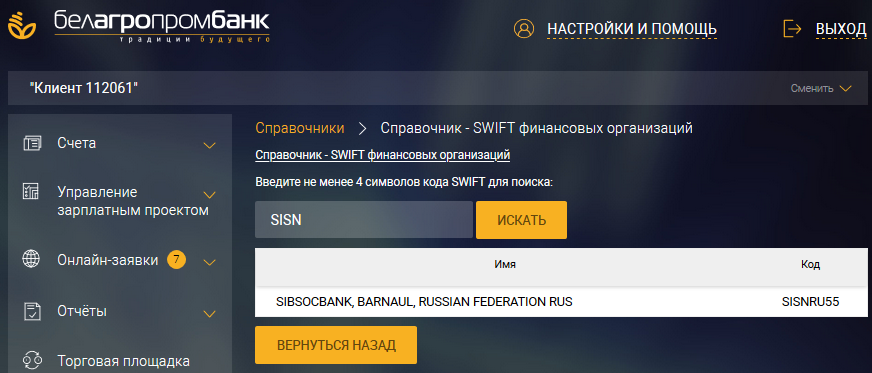 белагропромбанк
традиции будущего
НАСТРОЙКИ И ПОМОЩЬ
ВЫХОД
"Клиент 112061"
Сменить
Счета
Управление
зарплатным проектом
Онлайн-заявки 7
Отчёты
Торговая площадка
Справочники > Справочник - SWIFT финансовых организаций
Справочник - SWIFT финансовых организаций
Введите не менее 4 символов кода SWIFT для поиска:
SISN
ИСКАТЬ
Имя Код
SIBSOCBANK, BARNAUL, RUSSIAN FEDERATION RUS SISNRU55
ВЕРНУТЬСЯ НАЗАД